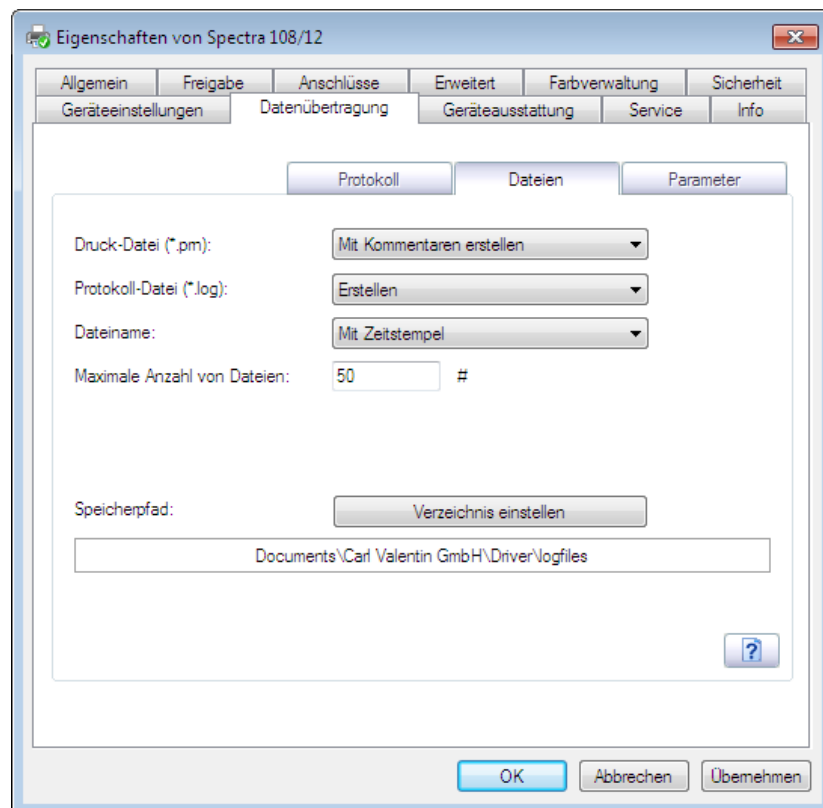 Eigenschaften von Spectra 108/12
Allgemein Freigabe Anschlüsse Erweitert Farbverwaltung Sicherheit
Geräteeinstellungen Datenübertragung Geräteausstattung Service Info
Protokoll Dateien Parameter
Druck-Datei (*.prn): Mit Kommentaren erstellen
Protokoll-Datei (*.log): Erstellen
Dateiname: Mit Zeitstempel
Maximale Anzahl von Dateien: 50 #
Speicherpfad: Verzeichnis einstellen
Documents\Carl Valentin GmbH\Driver\logfiles
?
OK Abbrechen Übernehmen